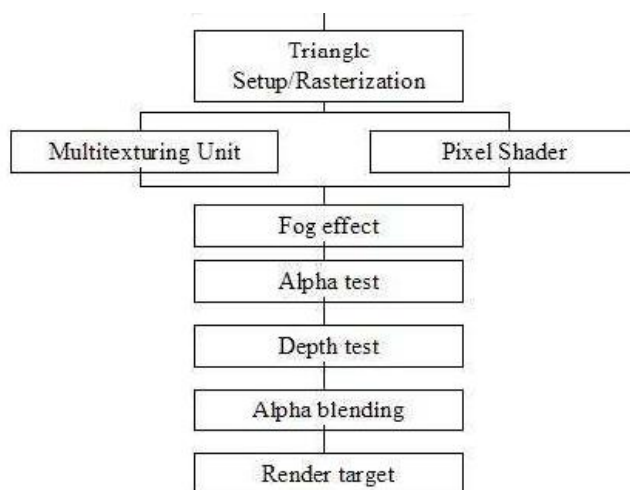 Triangle
Setup/Rasterization
Multitexturing Unit
Pixel Shader
Fog effect
Alpha test
Depth test
Alpha blending
Render target